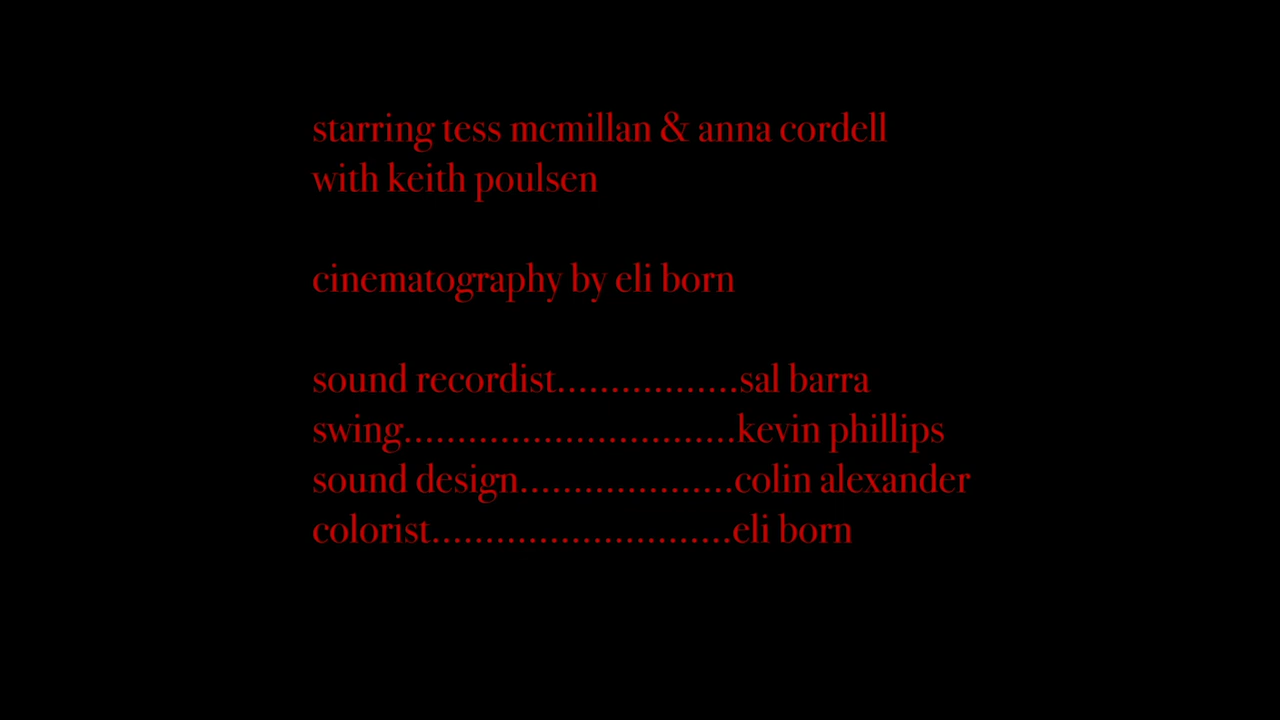 starring tess mcmillan & anna cordell
with keith poulsen
cinematography by eli born
sound recordist.................sal barra
swing...............................kevin phillips
sound design....................colin alexander
colorist............................eli born